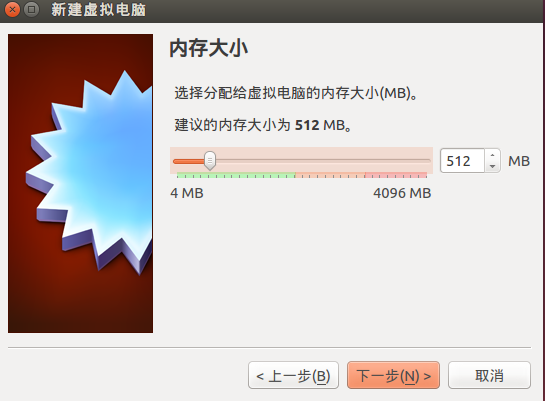 新建虚拟电脑
内存大小
选择分配给虚拟电脑的内存大小(MB)。
建议的内存大小为 512 MB。
512 MB
4 MB 4096 MB
< 上一步(B) 下一步(N) > 取消